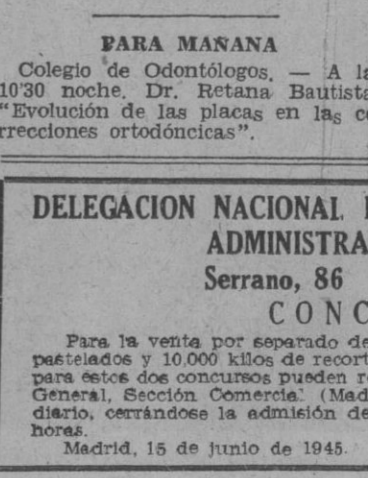 PARA MAÑANA
Colegio de Odontólogos. — A la
10'30 noche. Dr. Retana Bautista
"Evolución de las placas en las co
rrecciones ortodóncicas".
DELEGACION NACIONAL
ADMINISTRA
Serrano, 86
CONC
Para la venta por separado de
pastelados y 10,000 kilos de recort
para estos dos concursos pueden r
General, Sección Comercial (Mad
diario, cerrándose la admisión de
horas.
Madrid, 15 de junio de 1945.